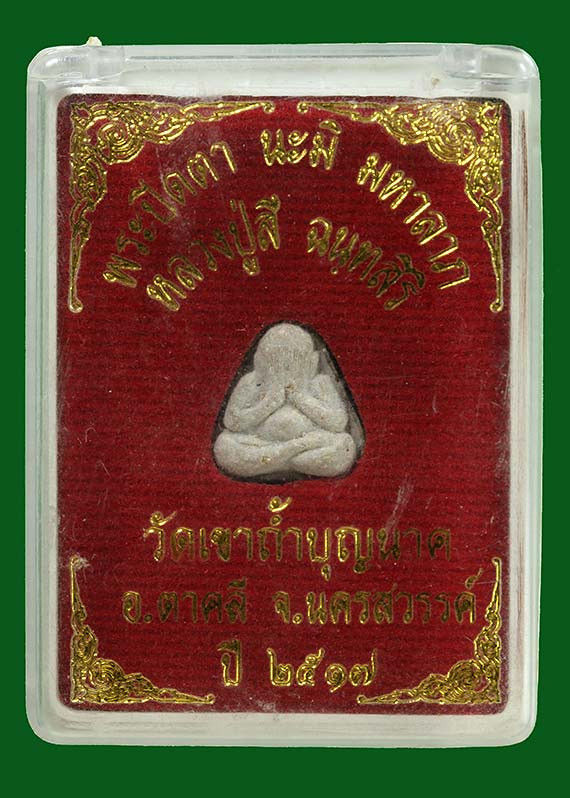 พระปิดตา นะมิ มหาลาภ
หลวงปู่สี ฉนฺทสิริ
วัดเขาถ้ำบุญนาค
อ.ตาคลี จ.นครสวรรค์
ปี ๒๕๑๗